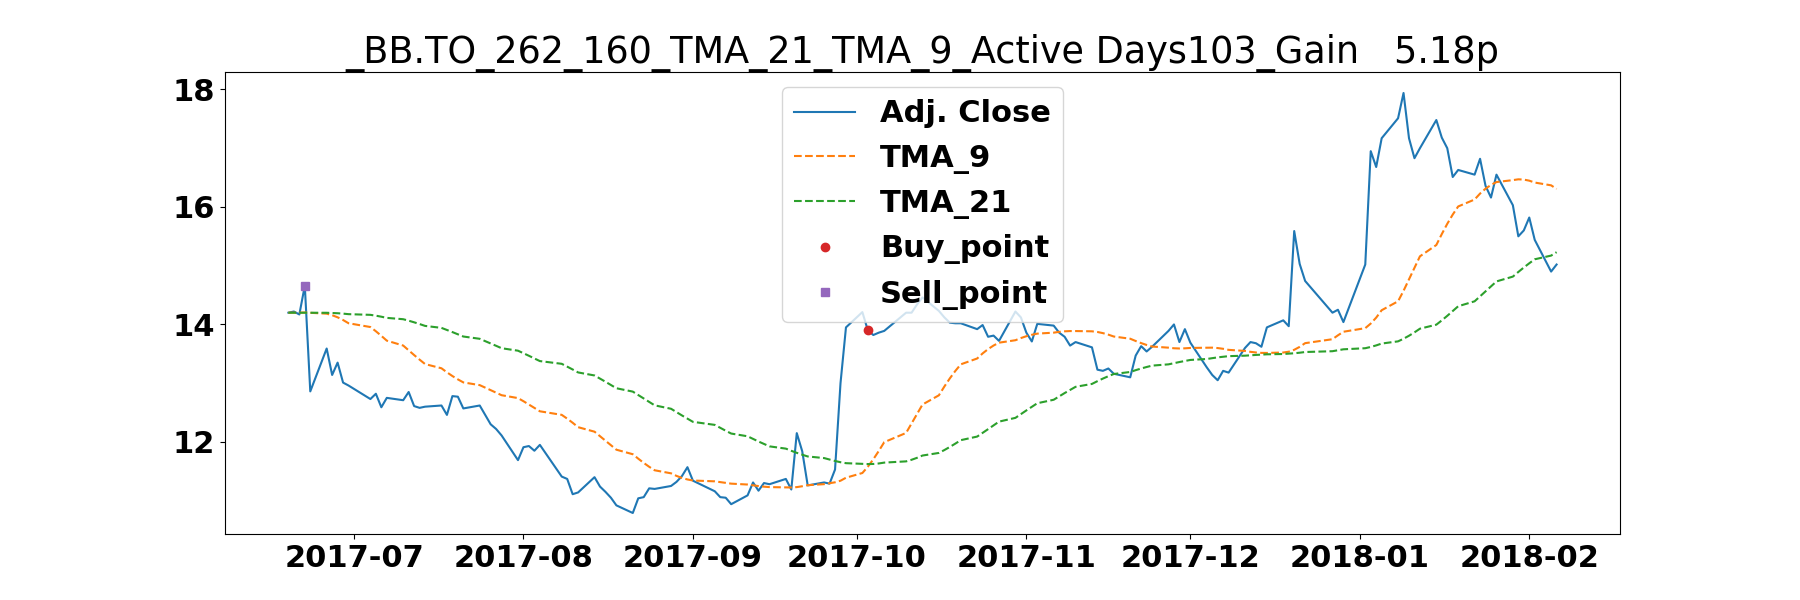 _BB.TO_262_160_TMA_21_TMA_9_Active Days103_Gain   5.18p
18
16
14
12
Adj. Close
TMA_9
TMA_21
Buy_point
Sell_point
2017-07 2017-08 2017-09 2017-10 2017-11 2017-12 2018-01 2018-02